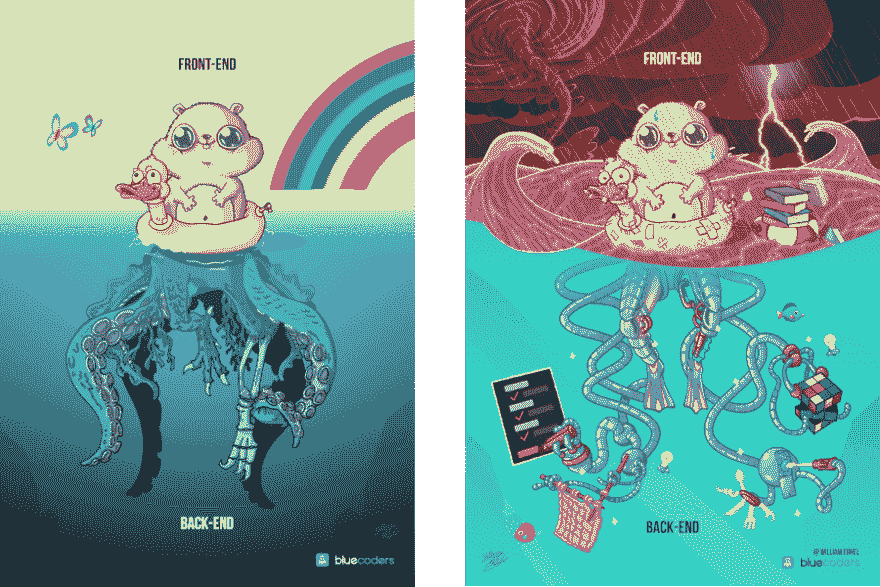 FRONT-END
BACK-END
bluecoders
FRONT-END
BACK-END
bluecoders